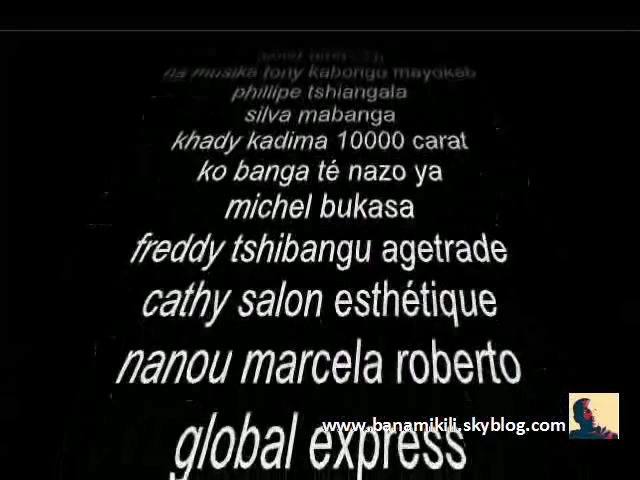 na musika tony kabongo mayokab
phillipe tshiangala
silva mabanga
khady kadima 10000 carat
ko banga té nazo ya
michel bukasa
freddy tshibangu agetrade
cathy salon esthétique
nanou marcela roberto
global express
www.banamikili.skyblog.com